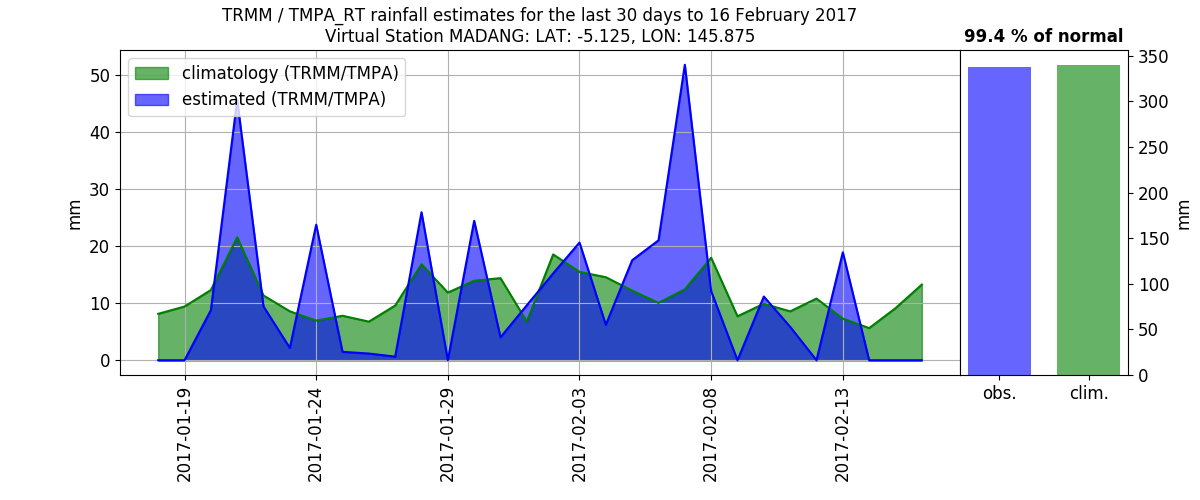 TRMM / TMPA_RT rainfall estimates for the last 30 days to 16 February 2017
Virtual Station MADANG: LAT: -5.125, LON: 145.875
99.4 % of normal
climatology (TRMM/TMPA)
estimated (TRMM/TMPA)
50
40
30
20
10
0
mm
2017-01-19
2017-01-24
2017-01-29
2017-02-03
2017-02-08
2017-02-13
350
300
250
200
150
100
50
0
mm
obs.
clim.